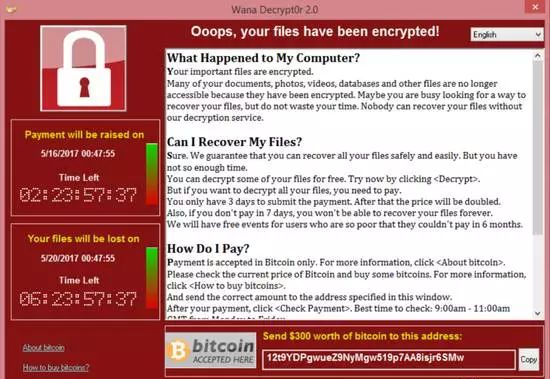 Wana Decrypt0r 2.0
Ooops, your files have been encrypted!
English
Payment will be raised on
5/16/2017 00:47:55
Time Left
02:23:57:37
Your files will be lost on
5/20/2017 00:47:55
Time Left
06:23:57:37
About bitcoin
How to buy bitcoins?
What Happened to My Computer?
Your important files are encrypted.
Many of your documents, photos, videos, databases and other files are no longer
accessible because they have been encrypted. Maybe you are busy looking for a way to
recover your files, but do not waste your time. Nobody can recover your files without
our decryption service.
Can I Recover My Files?
Sure. We guarantee that you can recover all your files safely and easily. But you have
not so enough time.
You can decrypt some of your files for free. Try now by clicking <Decrypt>.
But if you want to decrypt all your files, you need to pay.
You only have 3 days to submit the payment. After that the price will be doubled.
Also, if you don't pay in 7 days, you won't be able to recover your files forever.
We will have free events for users who are so poor that they couldn't pay in 6 months.
How Do I Pay?
Payment is accepted in Bitcoin only. For more information, click <About bitcoin>.
Please check the current price of Bitcoin and buy some bitcoins. For more information,
click <How to buy bitcoins>.
And send the correct amount to the address specified in this window.
After your payment, click <Check Payment>. Best time to check: 9:00am - 11:00am
GMT from Monday to Friday.
bitcoin
ACCEPTED HERE
Send $300 worth of bitcoin to this address:
12t9YDPgwueZ9NyMgw519p7AA8isjr6SMw
Copy